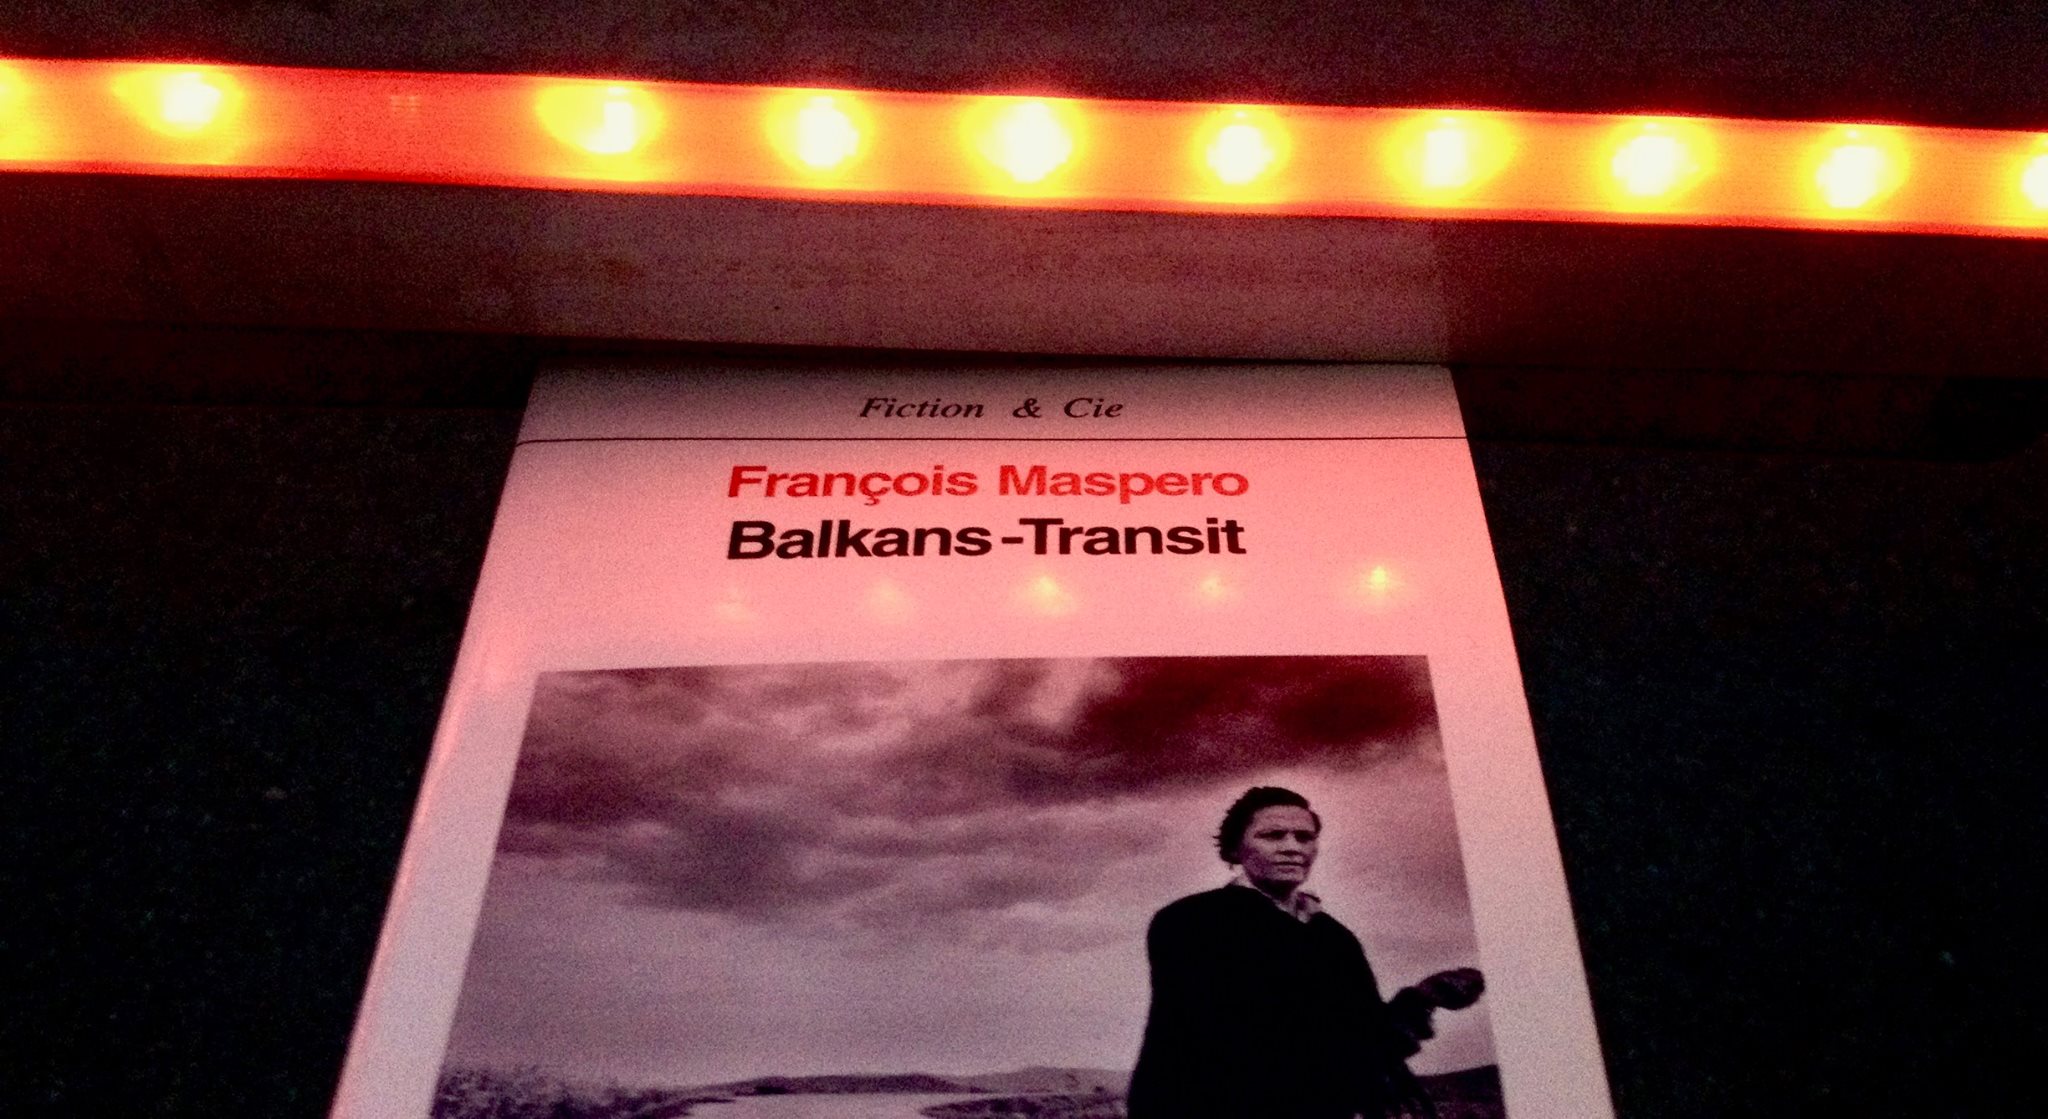 Fiction & Cie
François Maspero
Balkans-Transit